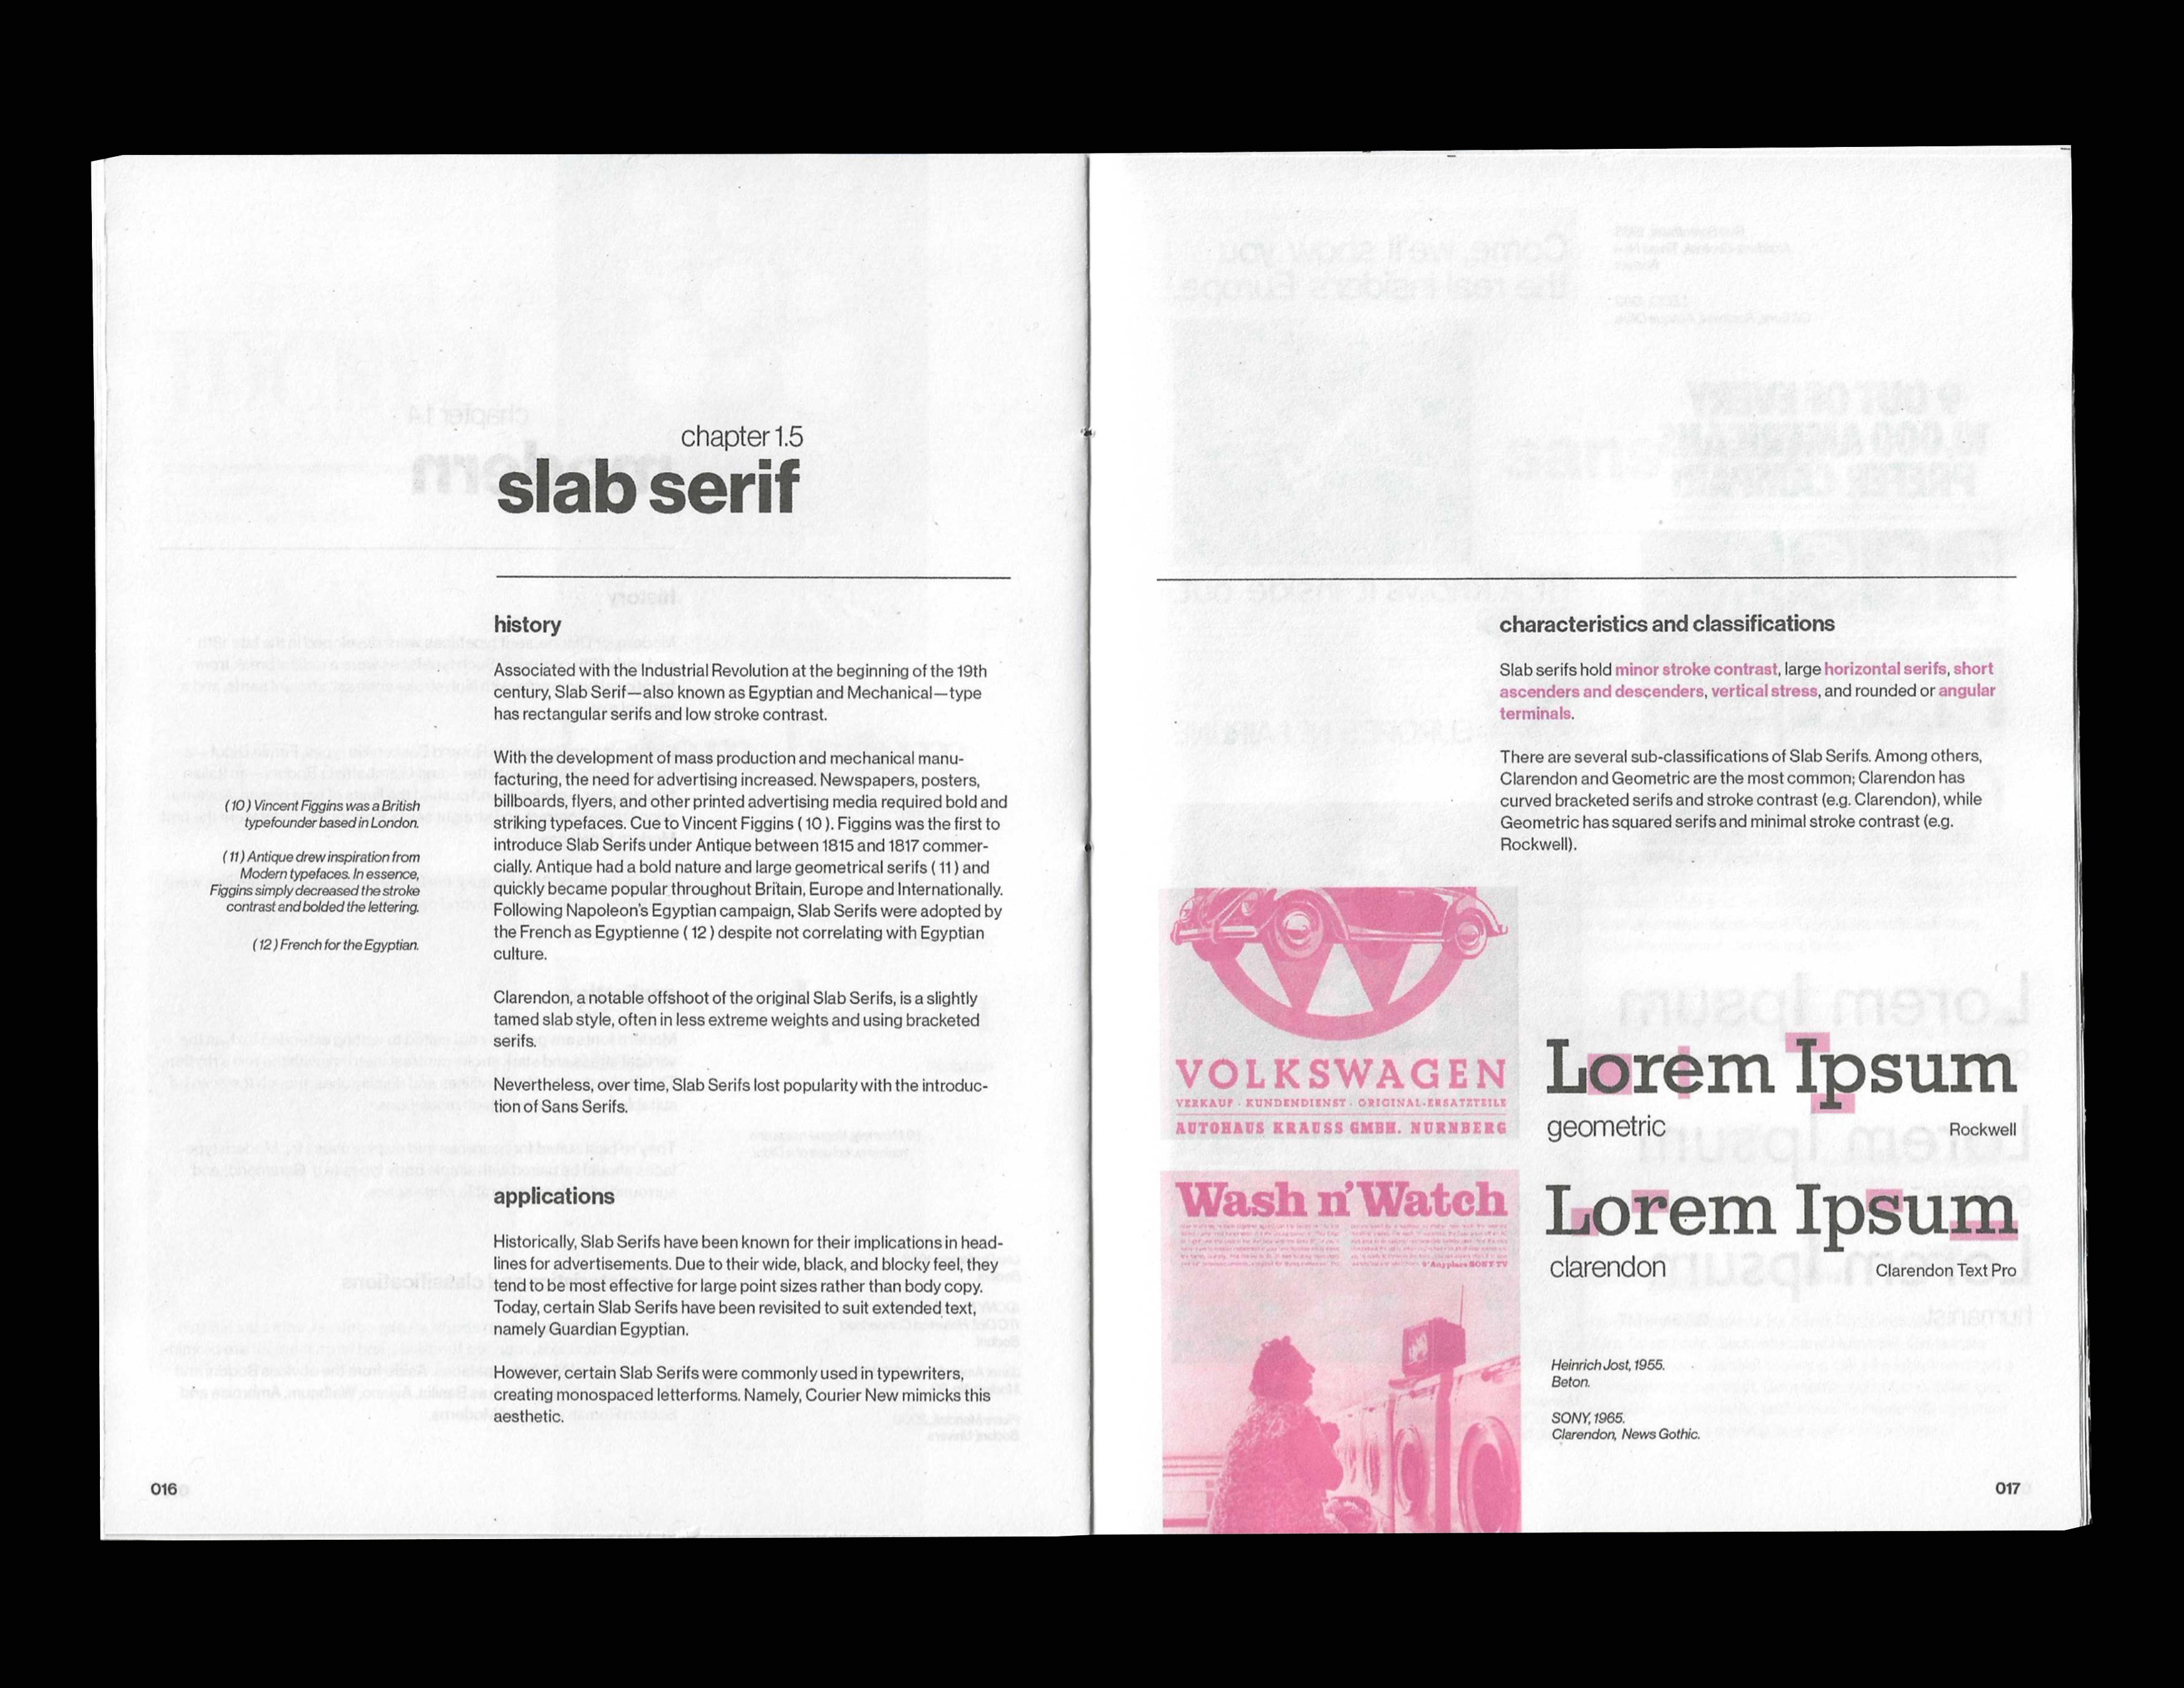 chapter 1.5
slab serif
history
Associated with the Industrial Revolution at the beginning of the 19th
century, Slab Serif—also known as Egyptian and Mechanical—type
has rectangular serifs and low stroke contrast.
With the development of mass production and mechanical manu-
facturing, the need for advertising increased. Newspapers, posters,
billboards, flyers, and other printed advertising media required bold and
striking typefaces. Cue to Vincent Figgins ( 10 ). Figgins was the first to
introduce Slab Serifs under Antique between 1815 and 1817 commer-
cially. Antique had a bold nature and large geometrical serifs ( 11 ) and
quickly became popular throughout Britain, Europe and Internationally.
Following Napoleon's Egyptian campaign, Slab Serifs were adopted by
the French as Egyptienne ( 12 ) despite not correlating with Egyptian
culture.
Clarendon, a notable offshoot of the original Slab Serifs, is a slightly
tamed slab style, often in less extreme weights and using bracketed
serifs.
Nevertheless, over time, Slab Serifs lost popularity with the introduc-
tion of Sans Serifs.
( 10 ) Vincent Figgins was a British
typefounder based in London.
( 11 ) Antique drew inspiration from
Modern typefaces. In essence,
Figgins simply decreased the stroke
contrast and bolded the lettering.
( 12 ) French for the Egyptian.
applications
Historically, Slab Serifs have been known for their implications in head-
lines for advertisements. Due to their wide, black, and blocky feel, they
tend to be most effective for large point sizes rather than body copy.
Today, certain Slab Serifs have been revisited to suit extended text,
namely Guardian Egyptian.
However, certain Slab Serifs were commonly used in typewriters,
creating monospaced letterforms. Namely, Courier New mimicks this
aesthetic.
016
characteristics and classifications
Slab serifs hold minor stroke contrast, large horizontal serifs, short
ascenders and descenders, vertical stress, and rounded or angular
terminals.
There are several sub-classifications of Slab Serifs. Among others,
Clarendon and Geometric are the most common; Clarendon has
curved bracketed serifs and stroke contrast (e.g. Clarendon), while
Geometric has squared serifs and minimal stroke contrast (e.g.
Rockwell).
VOLKSWAGEN
VERKAUF · KUNDENDIENST · ORIGINAL-ERSATZTEILE
AUTOHAUS KRAUSS GMBH. NURNBERG
Wash n' Watch
Anyplace SONY TV
Lorem Ipsum
geometric Rockwell
Lorem Ipsum
clarendon Clarendon Text Pro
Heinrich Jost, 1955.
Beton.
SONY, 1965.
Clarendon, News Gothic.
017